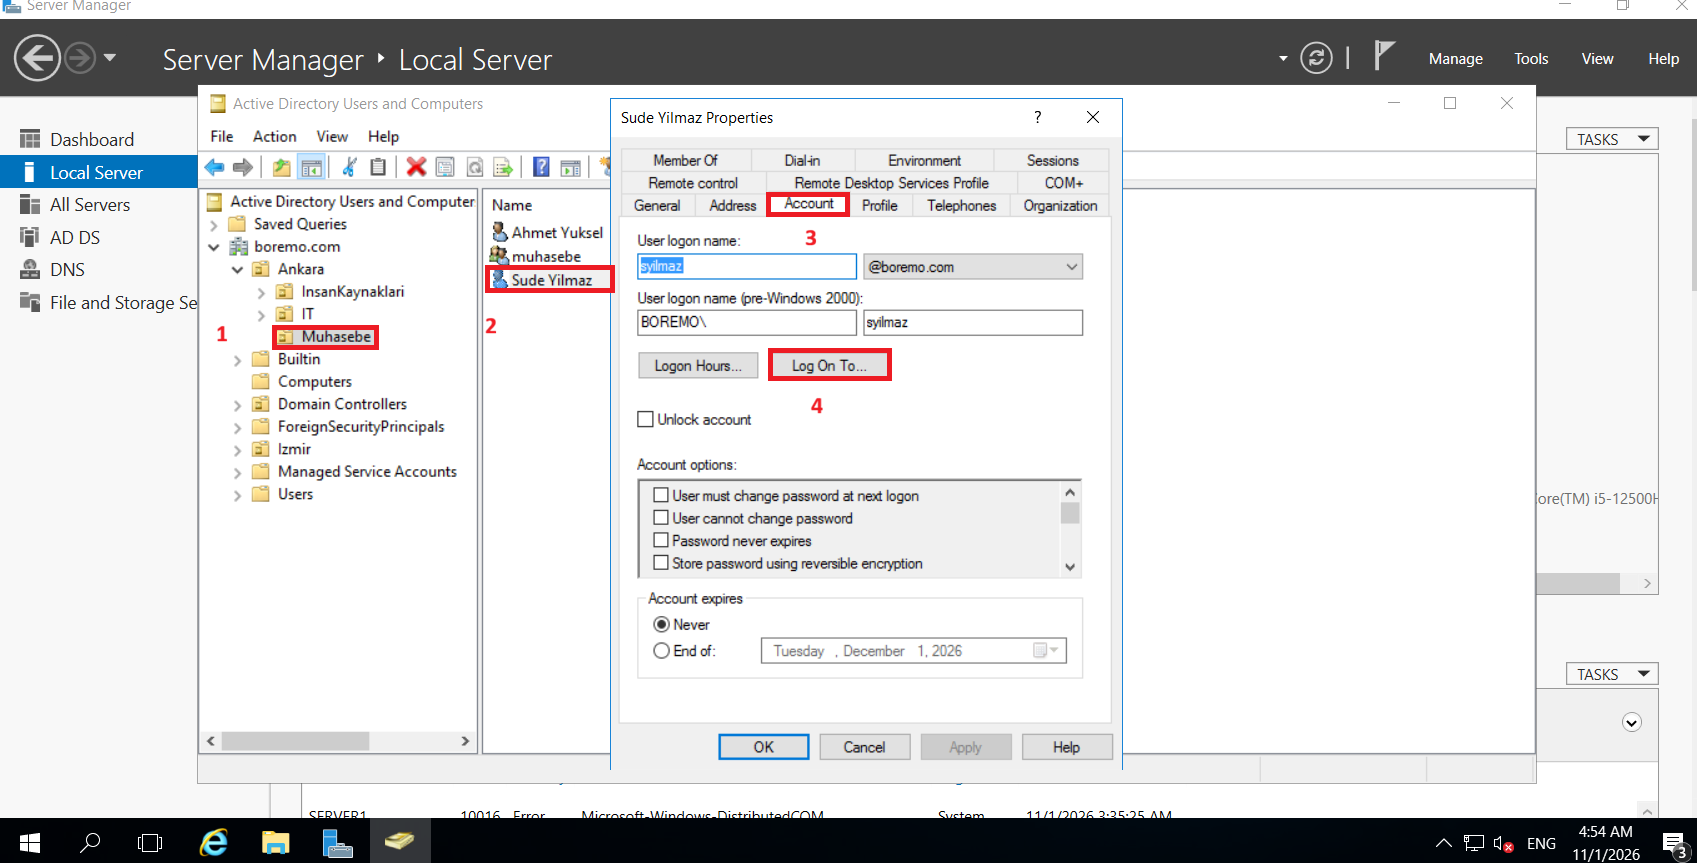 Server Manager
Server Manager ‣ Local Server
Manage Tools View Help
Dashboard
Local Server
All Servers
AD DS
DNS
File and Storage Se
Active Directory Users and Computers
File Action View Help
Active Directory Users and Computer
Saved Queries
boremo.com
Ankara
InsanKaynaklari
IT
1
Muhasebe
Builtin
Computers
Domain Controllers
ForeignSecurityPrincipals
Izmir
Managed Service Accounts
Users
Name
Ahmet Yuksel
muhasebe
Sude Yilmaz
2
Sude Yilmaz Properties
?
Member Of Dial-in Environment Sessions
Remote control Remote Desktop Services Profile COM+
General Address Account Profile Telephones Organization
3
User logon name:
syilmaz @boremo.com
User logon name (pre-Windows 2000):
BOREMO\ syilmaz
Logon Hours... Log On To...
4
Unlock account
Account options:
User must change password at next logon
User cannot change password
Password never expires
Store password using reversible encryption
Account expires
Never
End of: Tuesday , December 1, 2026
OK Cancel Apply Help
TASKS
Core(TM) i5-12500H
TASKS
SERVER1 10016 Error Microsoft-Windows-DistributedCOM System 11/1/2026 3:35:25 AM
ENG
4:54 AM
11/1/2026
3